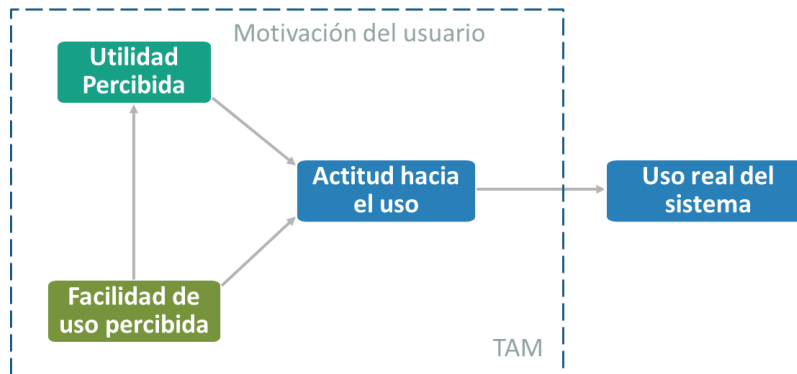 Motivación del usuario
Utilidad
Percibida
Actitud hacia
el uso
Uso real del
sistema
Facilidad de
uso percibida
TAM